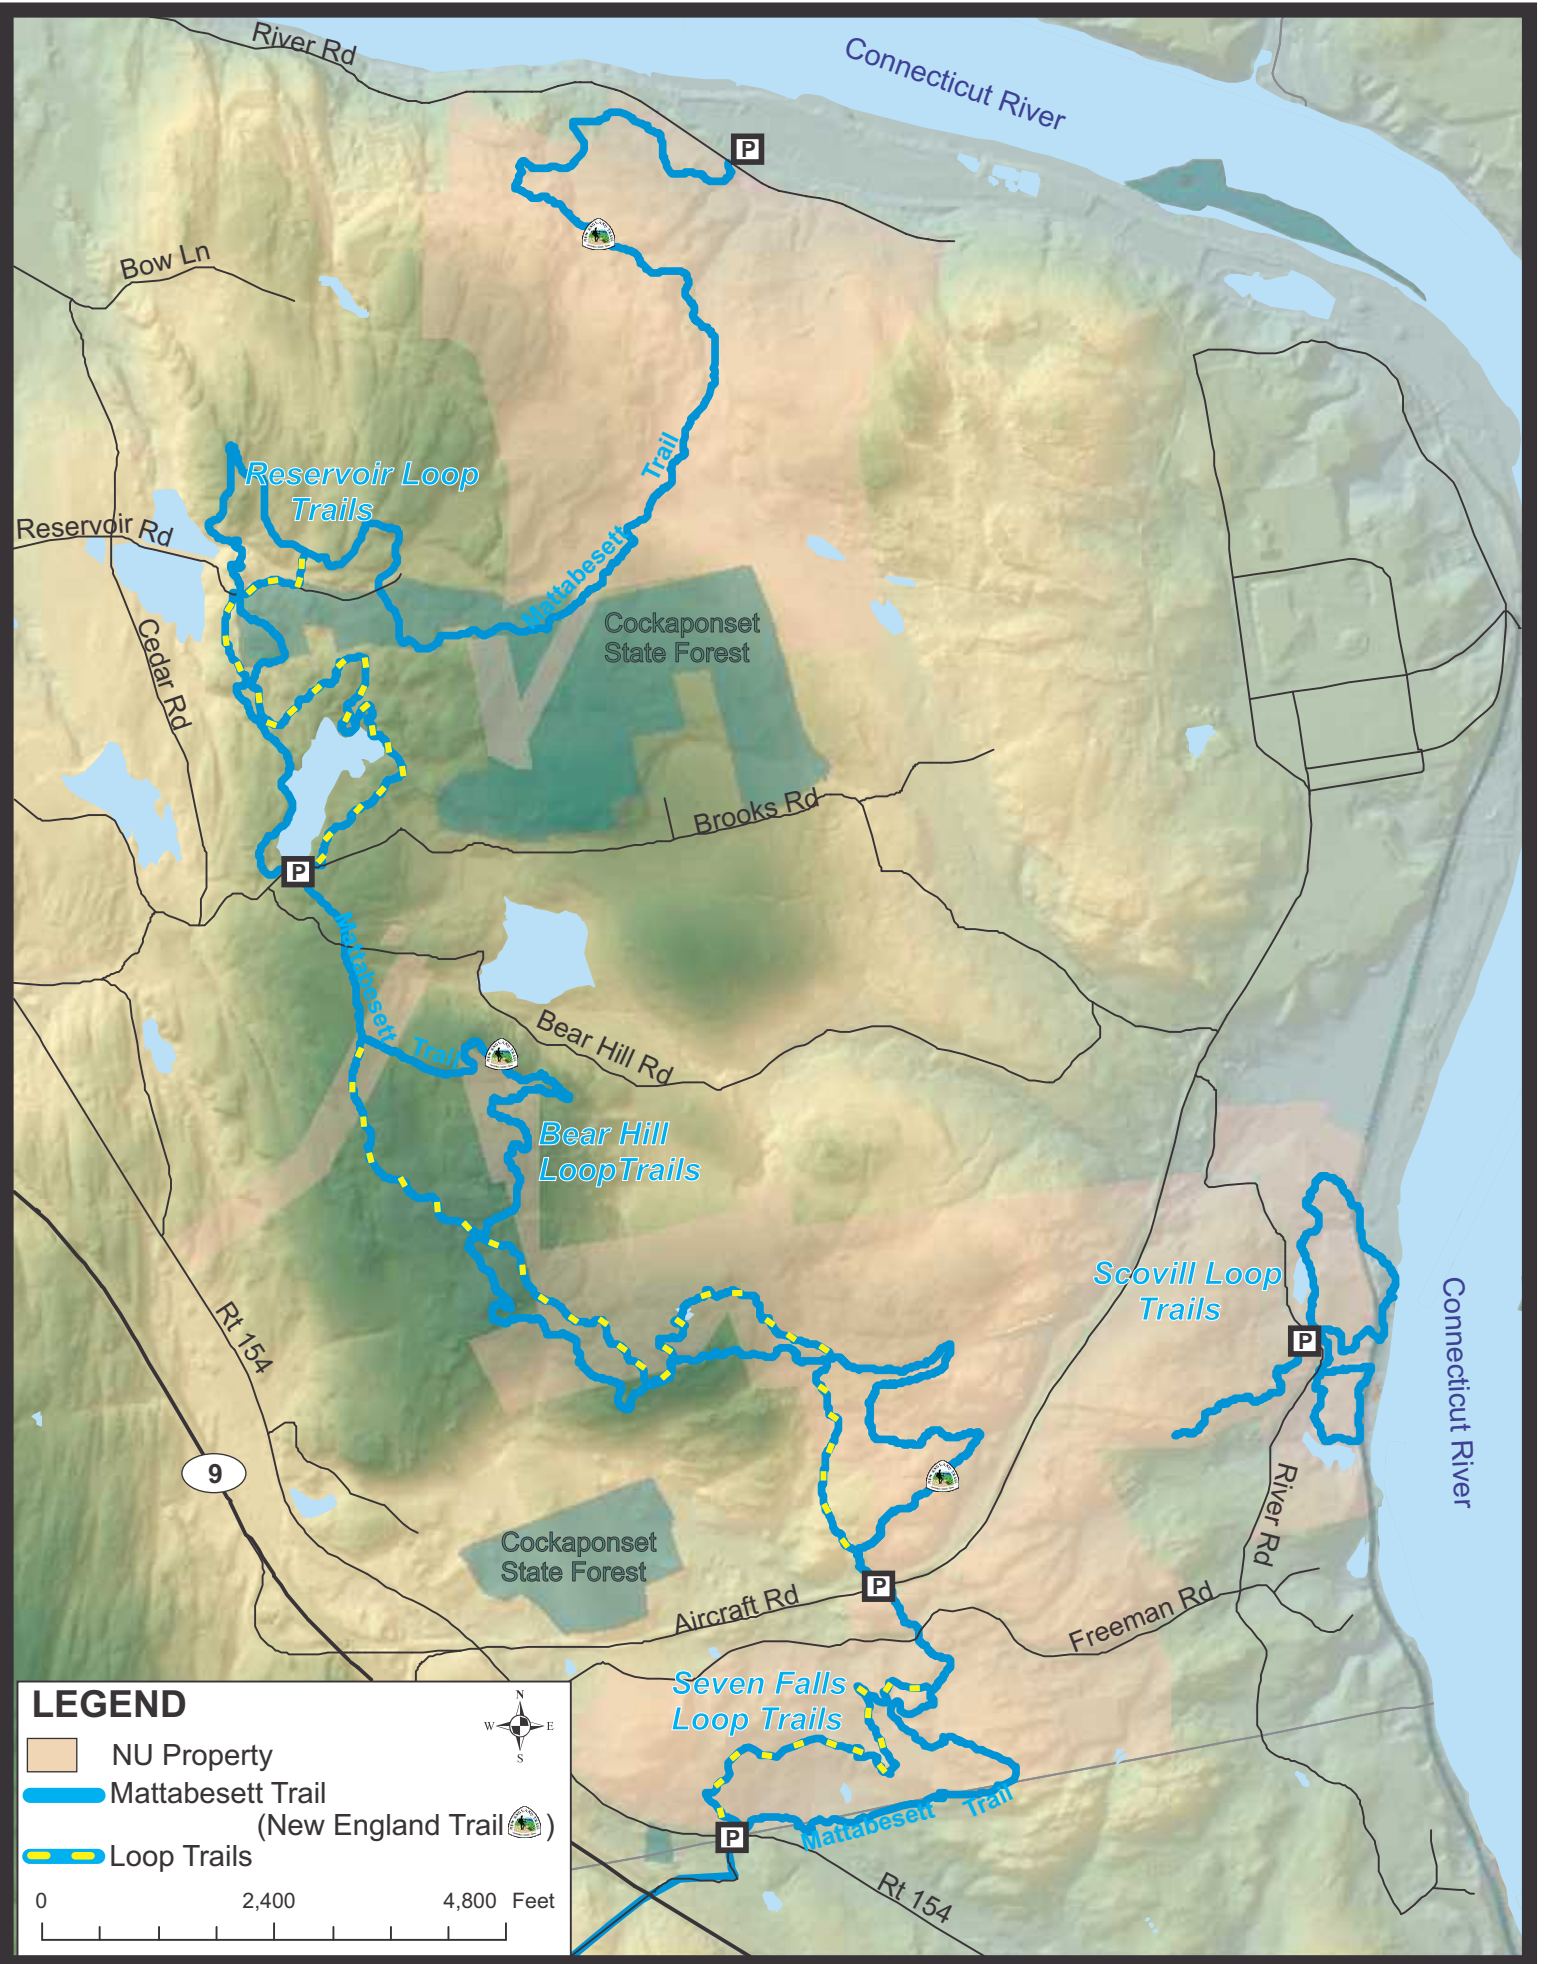 River Rd
Connecticut River
P
Bow Ln
Trail
Reservoir Loop
Trails
Reservoir Rd
Mattabesett
Cockaponset
State Forest
Cedar Rd
Brooks Rd
P
Mattabesett
Trail
Bear Hill Rd
Bear Hill
LoopTrails
Scovill Loop
Trails
Connecticut River
P
Rt 154
9
River Rd
Cockaponset
State Forest
P
Aircraft Rd
Freeman Rd
Seven Falls
Loop Trails
Mattabesett Trail
P
Rt 154
LEGEND
N
W E
S
NU Property
Mattabesett Trail
(New England Trail )
Loop Trails
0 2,400 4,800 Feet